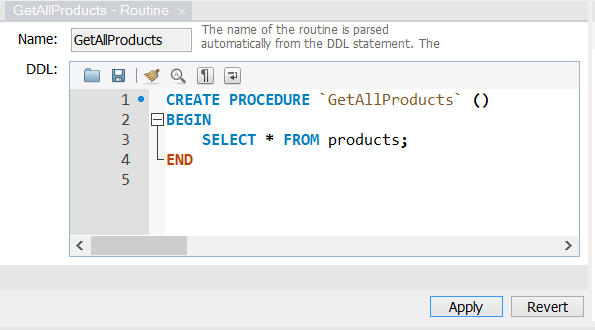 GetAllProducts - Routine ×
Name: GetAllProducts
The name of the routine is parsed
automatically from the DDL statement. The
DDL:
1 CREATE PROCEDURE `GetAllProducts` ()
2 BEGIN
3 SELECT * FROM products;
4 END
5
Apply Revert